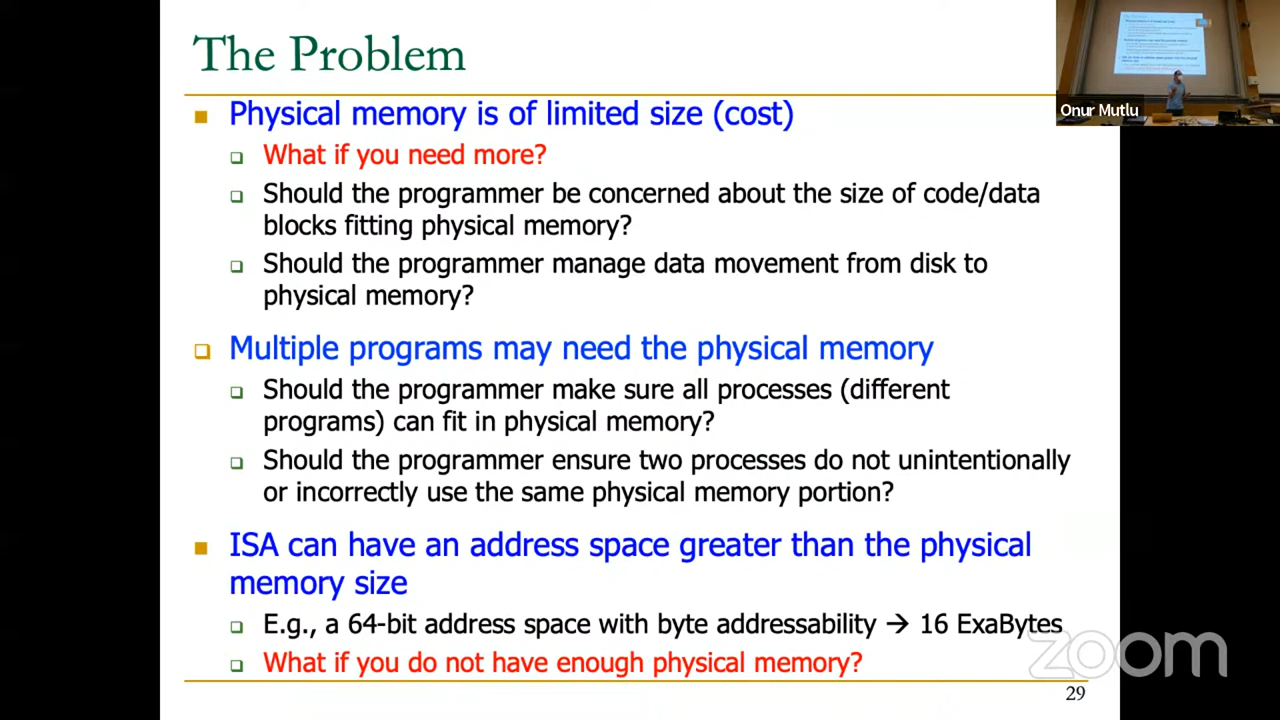 The Problem
Physical memory is of limited size (cost)
What if you need more?
Should the programmer be concerned about the size of code/data
blocks fitting physical memory?
Should the programmer manage data movement from disk to
physical memory?
Multiple programs may need the physical memory
Should the programmer make sure all processes (different
programs) can fit in physical memory?
Should the programmer ensure two processes do not unintentionally
or incorrectly use the same physical memory portion?
ISA can have an address space greater than the physical
memory size
E.g., a 64-bit address space with byte addressability → 16 ExaBytes
What if you do not have enough physical memory?
29
Onur Mutlu
zoom